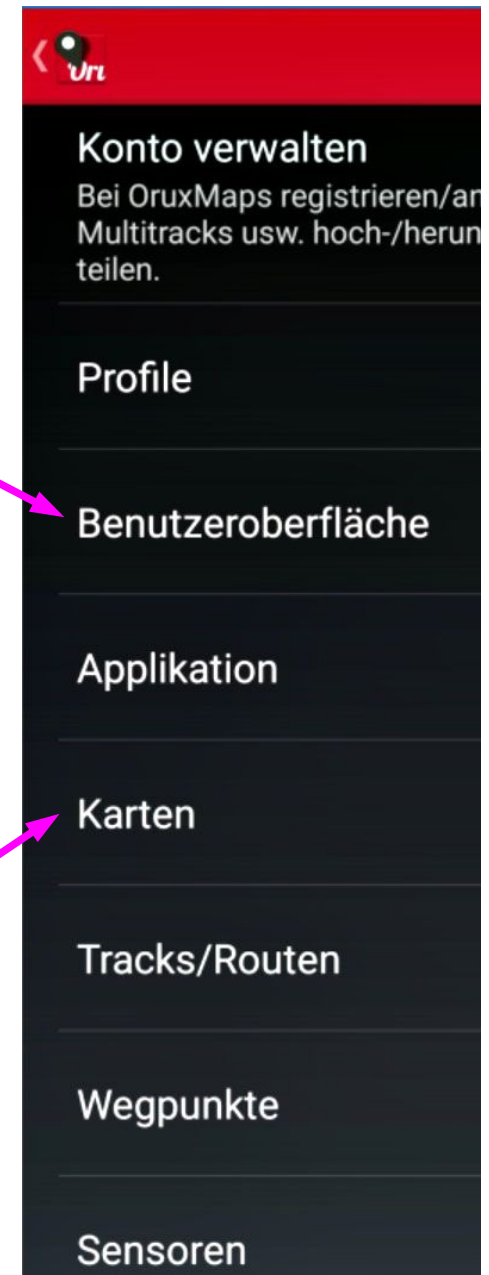 Oru
Konto verwalten
Bei OruxMaps registrieren/an
Multitracks usw. hoch-/herun
teilen.
Profile
Benutzeroberfläche
Applikation
Karten
Tracks/Routen
Wegpunkte
Sensoren